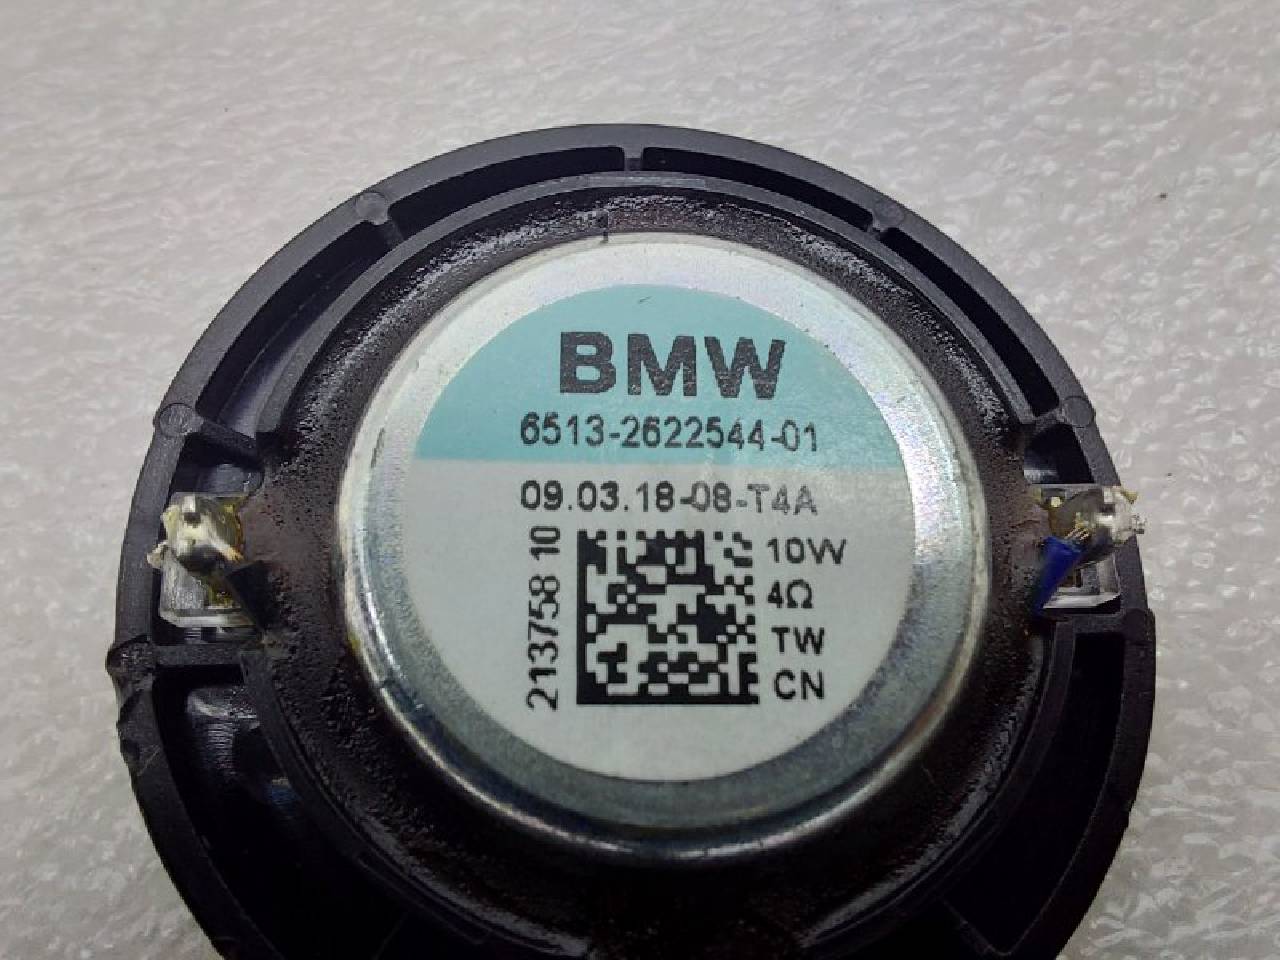 BMW
6513-2622544-01
09.03.18-08-T4A
213758 10
10W
4Ω
TW
CN